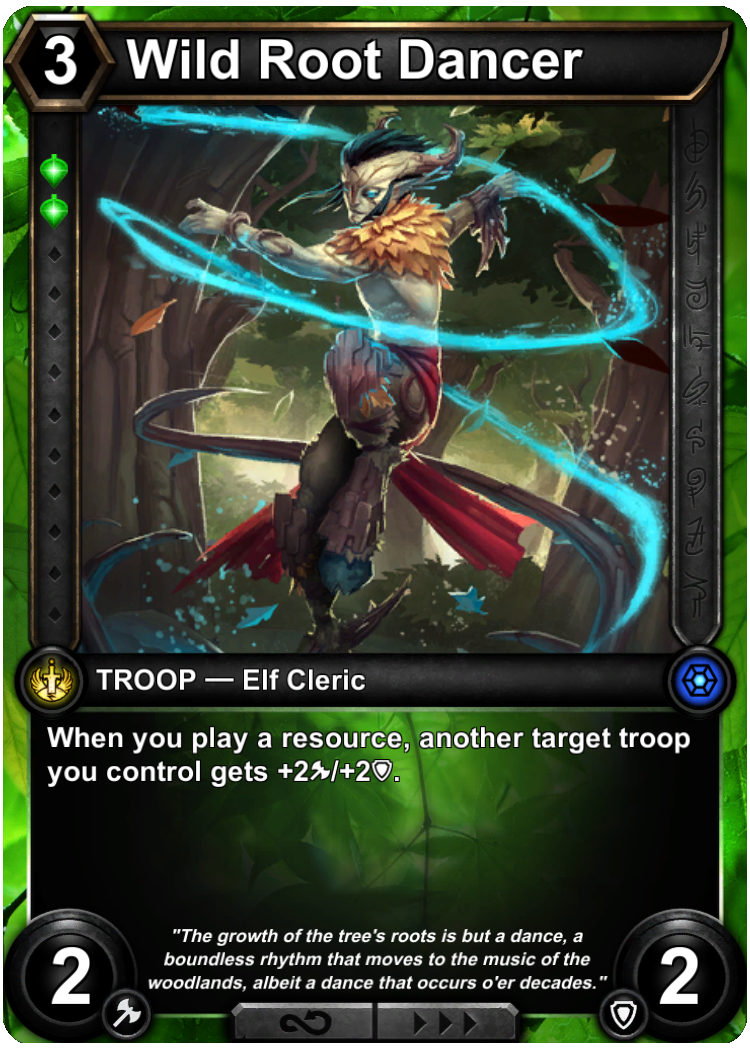 3 Wild Root Dancer
TROOP — Elf Cleric
When you play a resource, another target troop
you control gets +2/+2.
"The growth of the tree's roots is but a dance, a
boundless rhythm that moves to the music of the
woodlands, albeit a dance that occurs o'er decades."
2
2